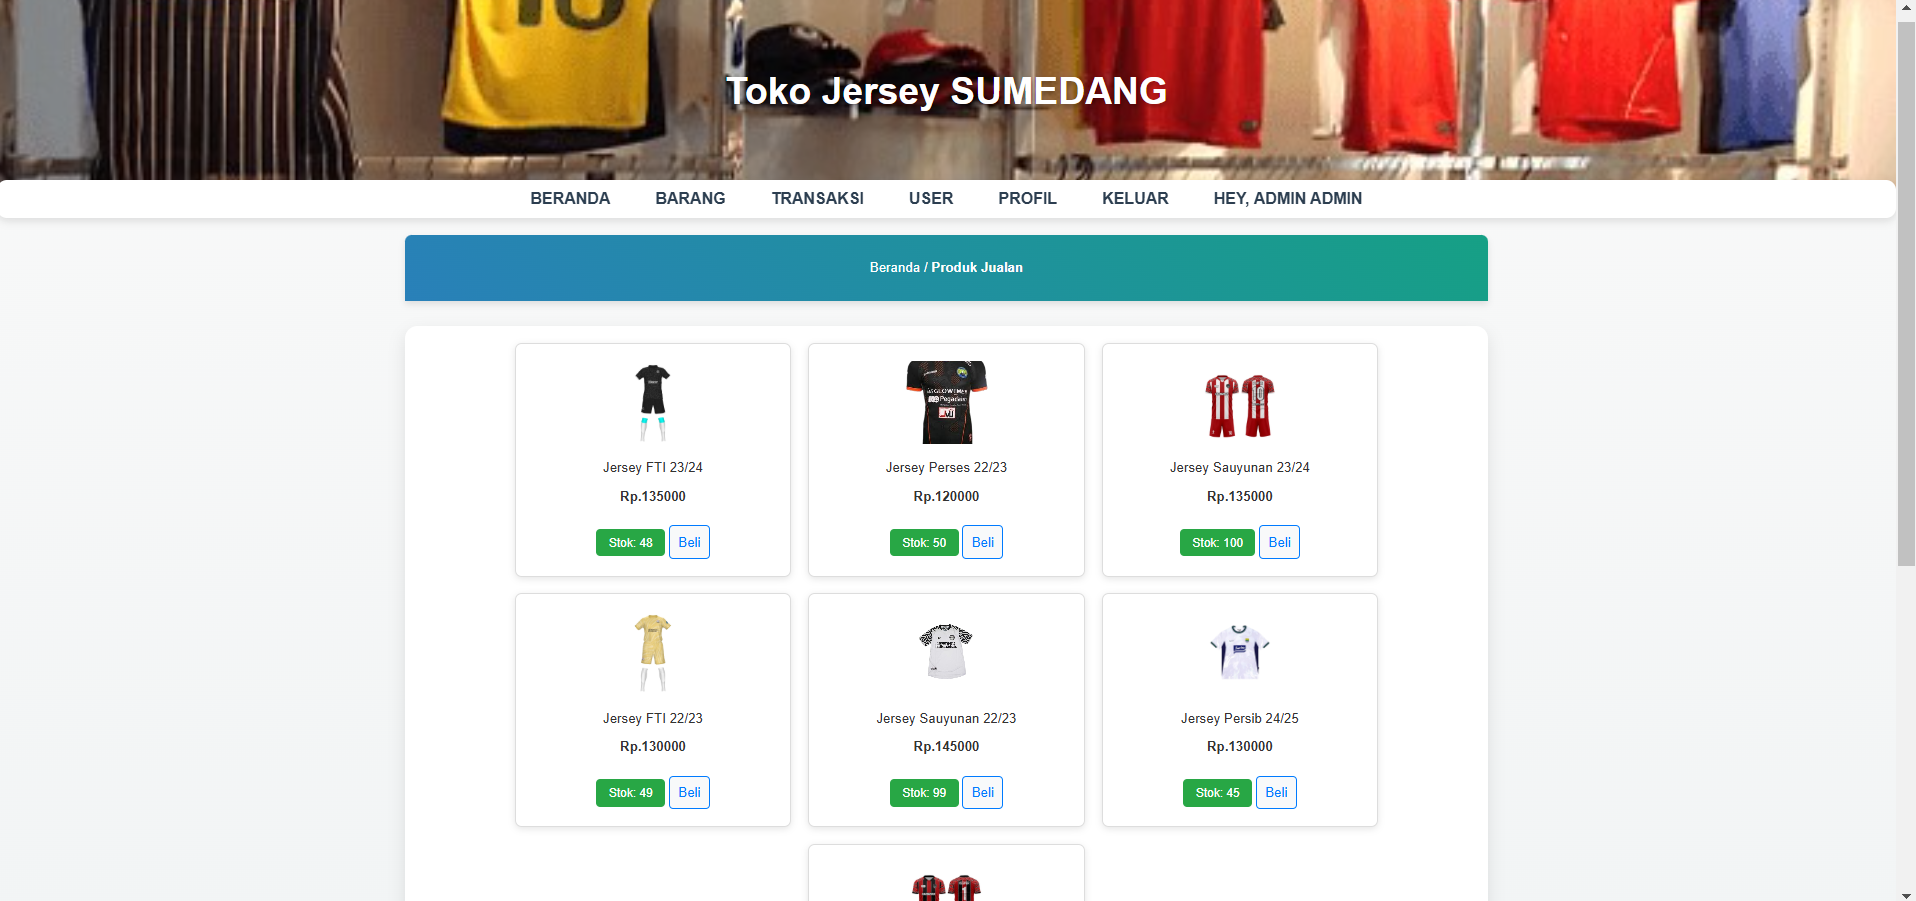 Toko Jersey SUMEDANG
BERANDA BARANG TRANSAKSI USER PROFIL KELUAR HEY, ADMIN ADMIN
Beranda / Produk Jualan
Jersey FTI 23/24
Rp.135000
Stok: 48 Beli
Jersey Perses 22/23
Rp.120000
Stok: 50 Beli
Jersey Sauyunan 23/24
Rp.135000
Stok: 100 Beli
Jersey FTI 22/23
Rp.130000
Stok: 49 Beli
Jersey Sauyunan 22/23
Rp.145000
Stok: 99 Beli
Jersey Persib 24/25
Rp.130000
Stok: 45 Beli